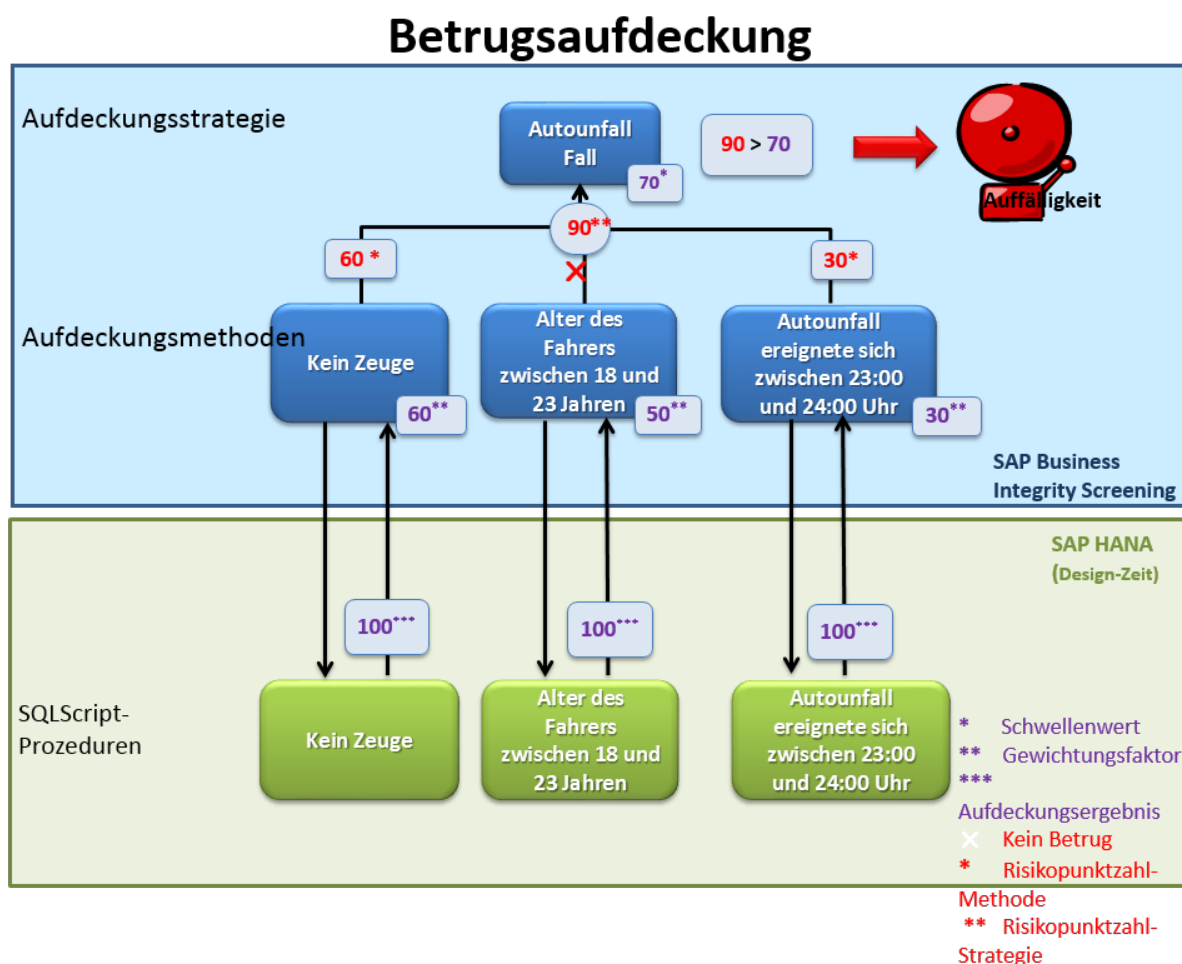 Betrugsaufdeckung
Aufdeckungsstrategie
Autounfall
Fall
70*
90 > 70
Auffälligkeit
90**
60 *
30*
Aufdeckungsmethoden
Kein Zeuge
60**
Alter des
Fahrers
zwischen 18 und
23 Jahren
50**
Autounfall
ereignete sich
zwischen 23:00
und 24:00 Uhr
30**
SAP Business
Integrity Screening
SAP HANA
(Design-Zeit)
100***
100***
100***
SQLScript-
Prozeduren
Kein Zeuge
Alter des
Fahrers
zwischen 18 und
23 Jahren
Autounfall
ereignete sich
zwischen 23:00
und 24:00 Uhr
* Schwellenwert
** Gewichtungsfaktor
***
Aufdeckungsergebnis
Kein Betrug
* Risikopunktzahl-
Methode
** Risikopunktzahl-
Strategie